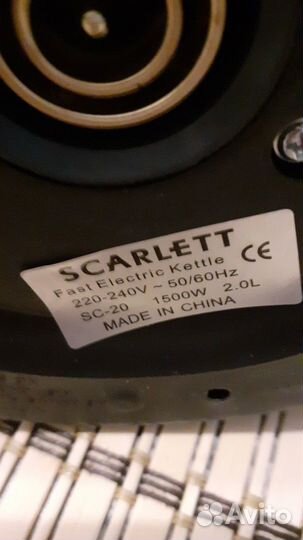 SCARLETT
Fast Electric Kettle
220-240V ~ 50/60Hz
SC-20 1500W 2.0L
MADE IN CHINA
CE
Avito